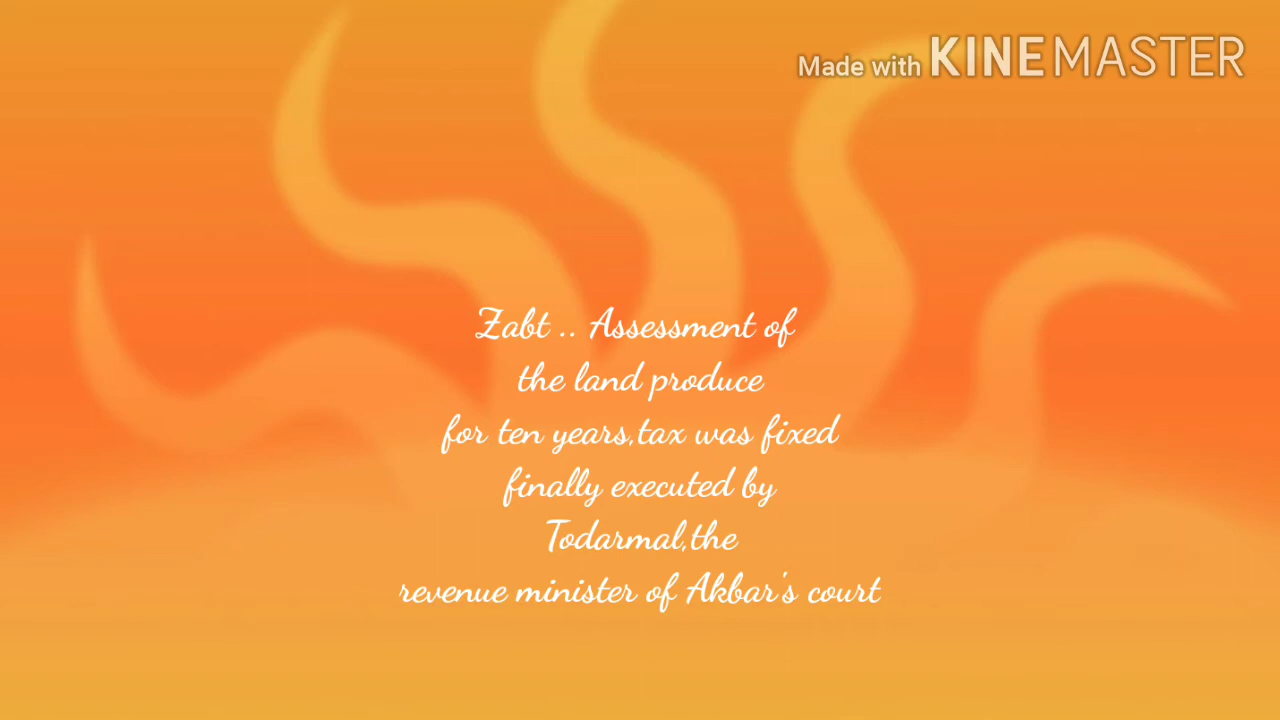 Made with KINEMASTER
Zabt .. Assessment of
the land produce
for ten years,tax was fixed
finally executed by
Todarmal,the
revenue minister of Akbar's court